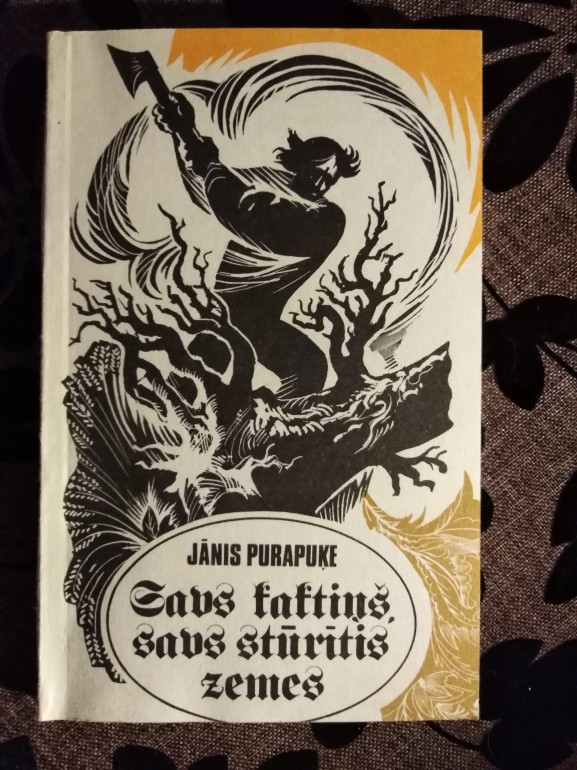 JĀNIS PURAPUĶE
Savs kaktiņš,
savs stūrītis
zemes